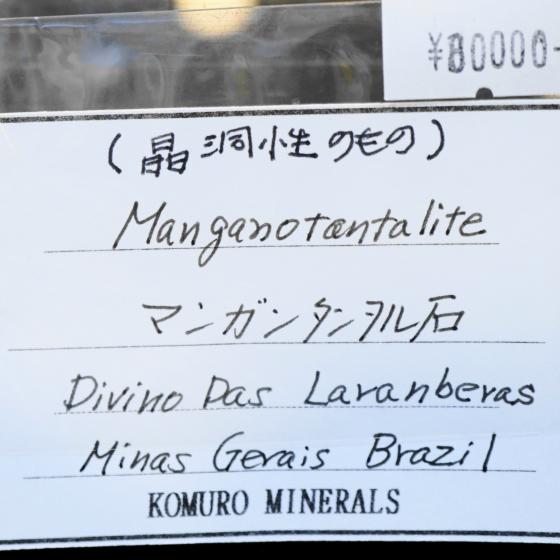 ¥80000-
(晶洞性のもの)
Manganotantalite
マンガンタンタル石
Divino Das Laranberas
Minas Gerais Brazil
KOMURO MINERALS